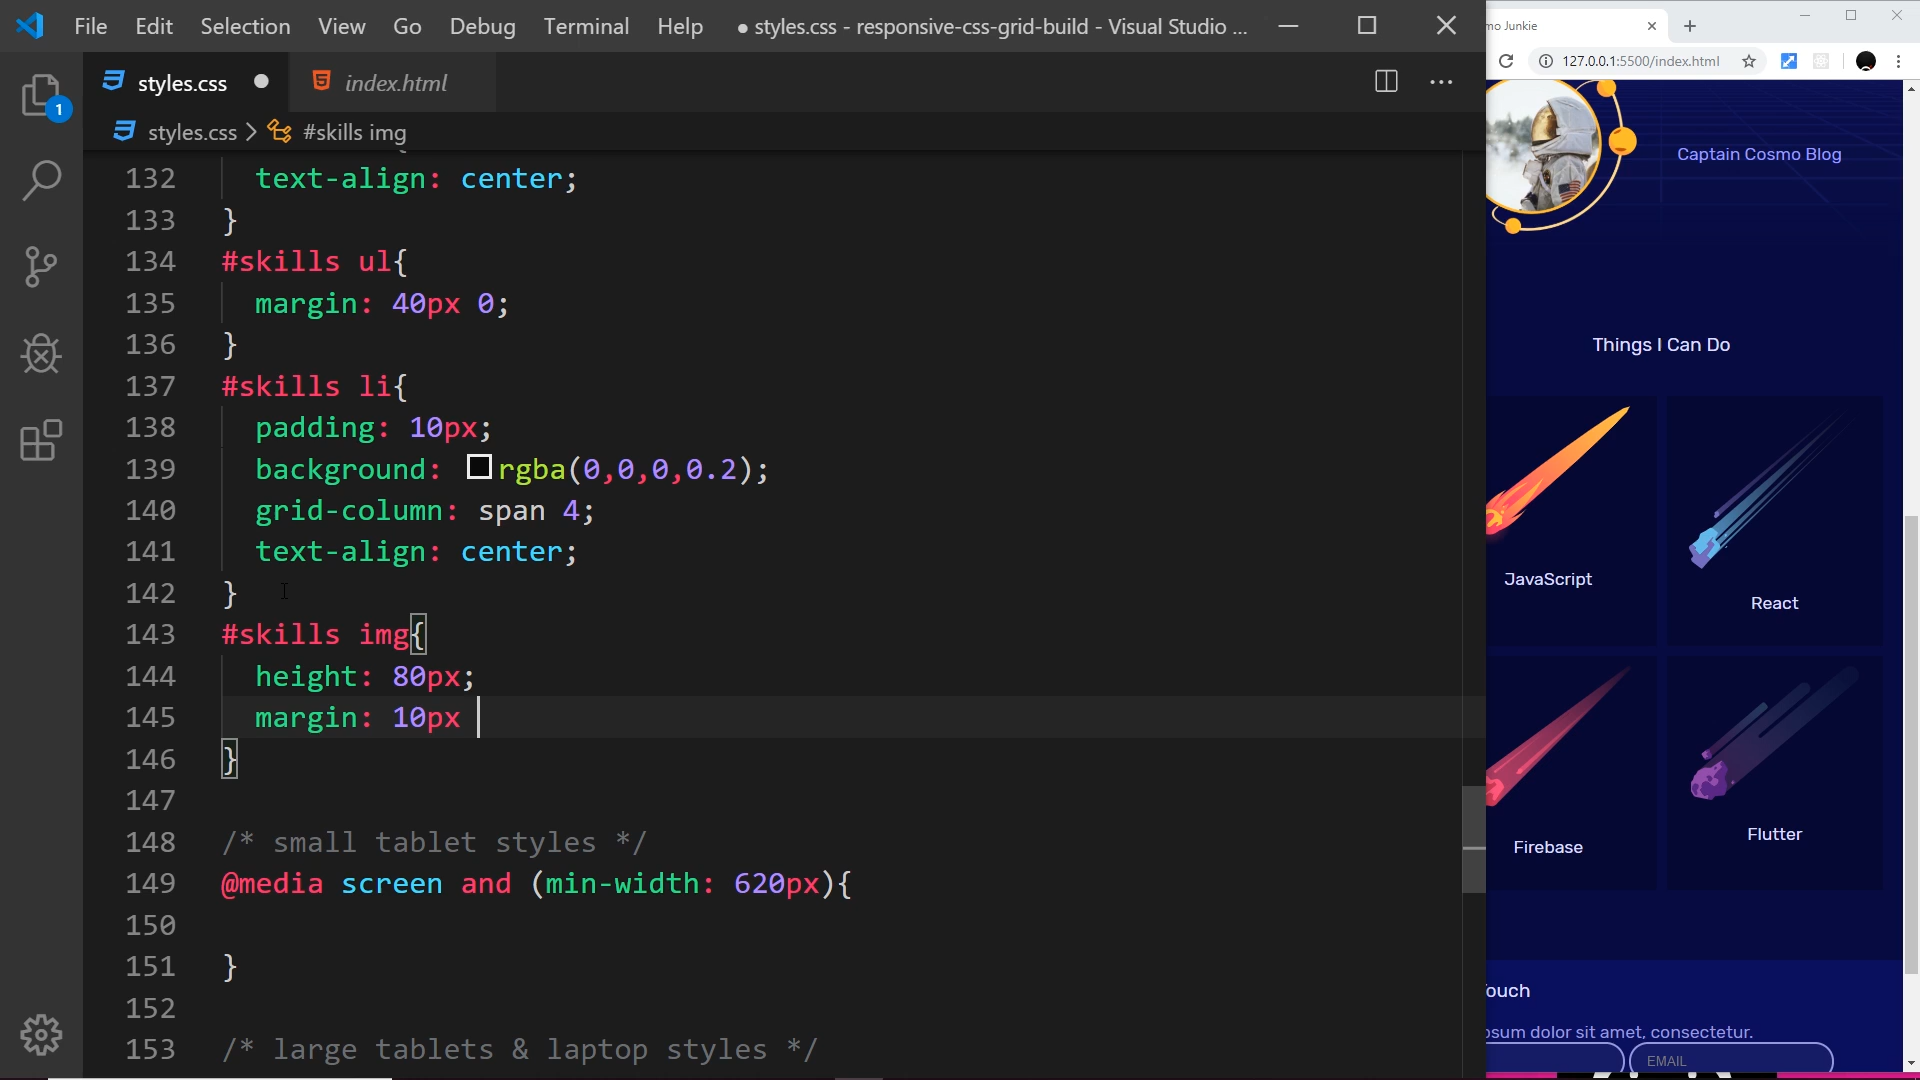 File Edit Selection View Go Debug Terminal Help ● styles.css - responsive-css-grid-build - Visual Studio ...
styles.css
index.html
styles.css > #skills img
1
132 text-align: center;
133 }
134 #skills ul{
135 margin: 40px 0;
136 }
137 #skills li{
138 padding: 10px;
139 background: rgba(0,0,0,0.2);
140 grid-column: span 4;
141 text-align: center;
142 }
143 #skills img{
144 height: 80px;
145 margin: 10px
146 }
147
148 /* small tablet styles */
149 @media screen and (min-width: 620px){
150
151 }
152
153 /* large tablets & laptop styles */
mo Junkie
127.0.0.1:5500/index.html
Captain Cosmo Blog
Things I Can Do
JavaScript
React
Firebase
Flutter
ouch
psum dolor sit amet, consectetur.
EMAIL